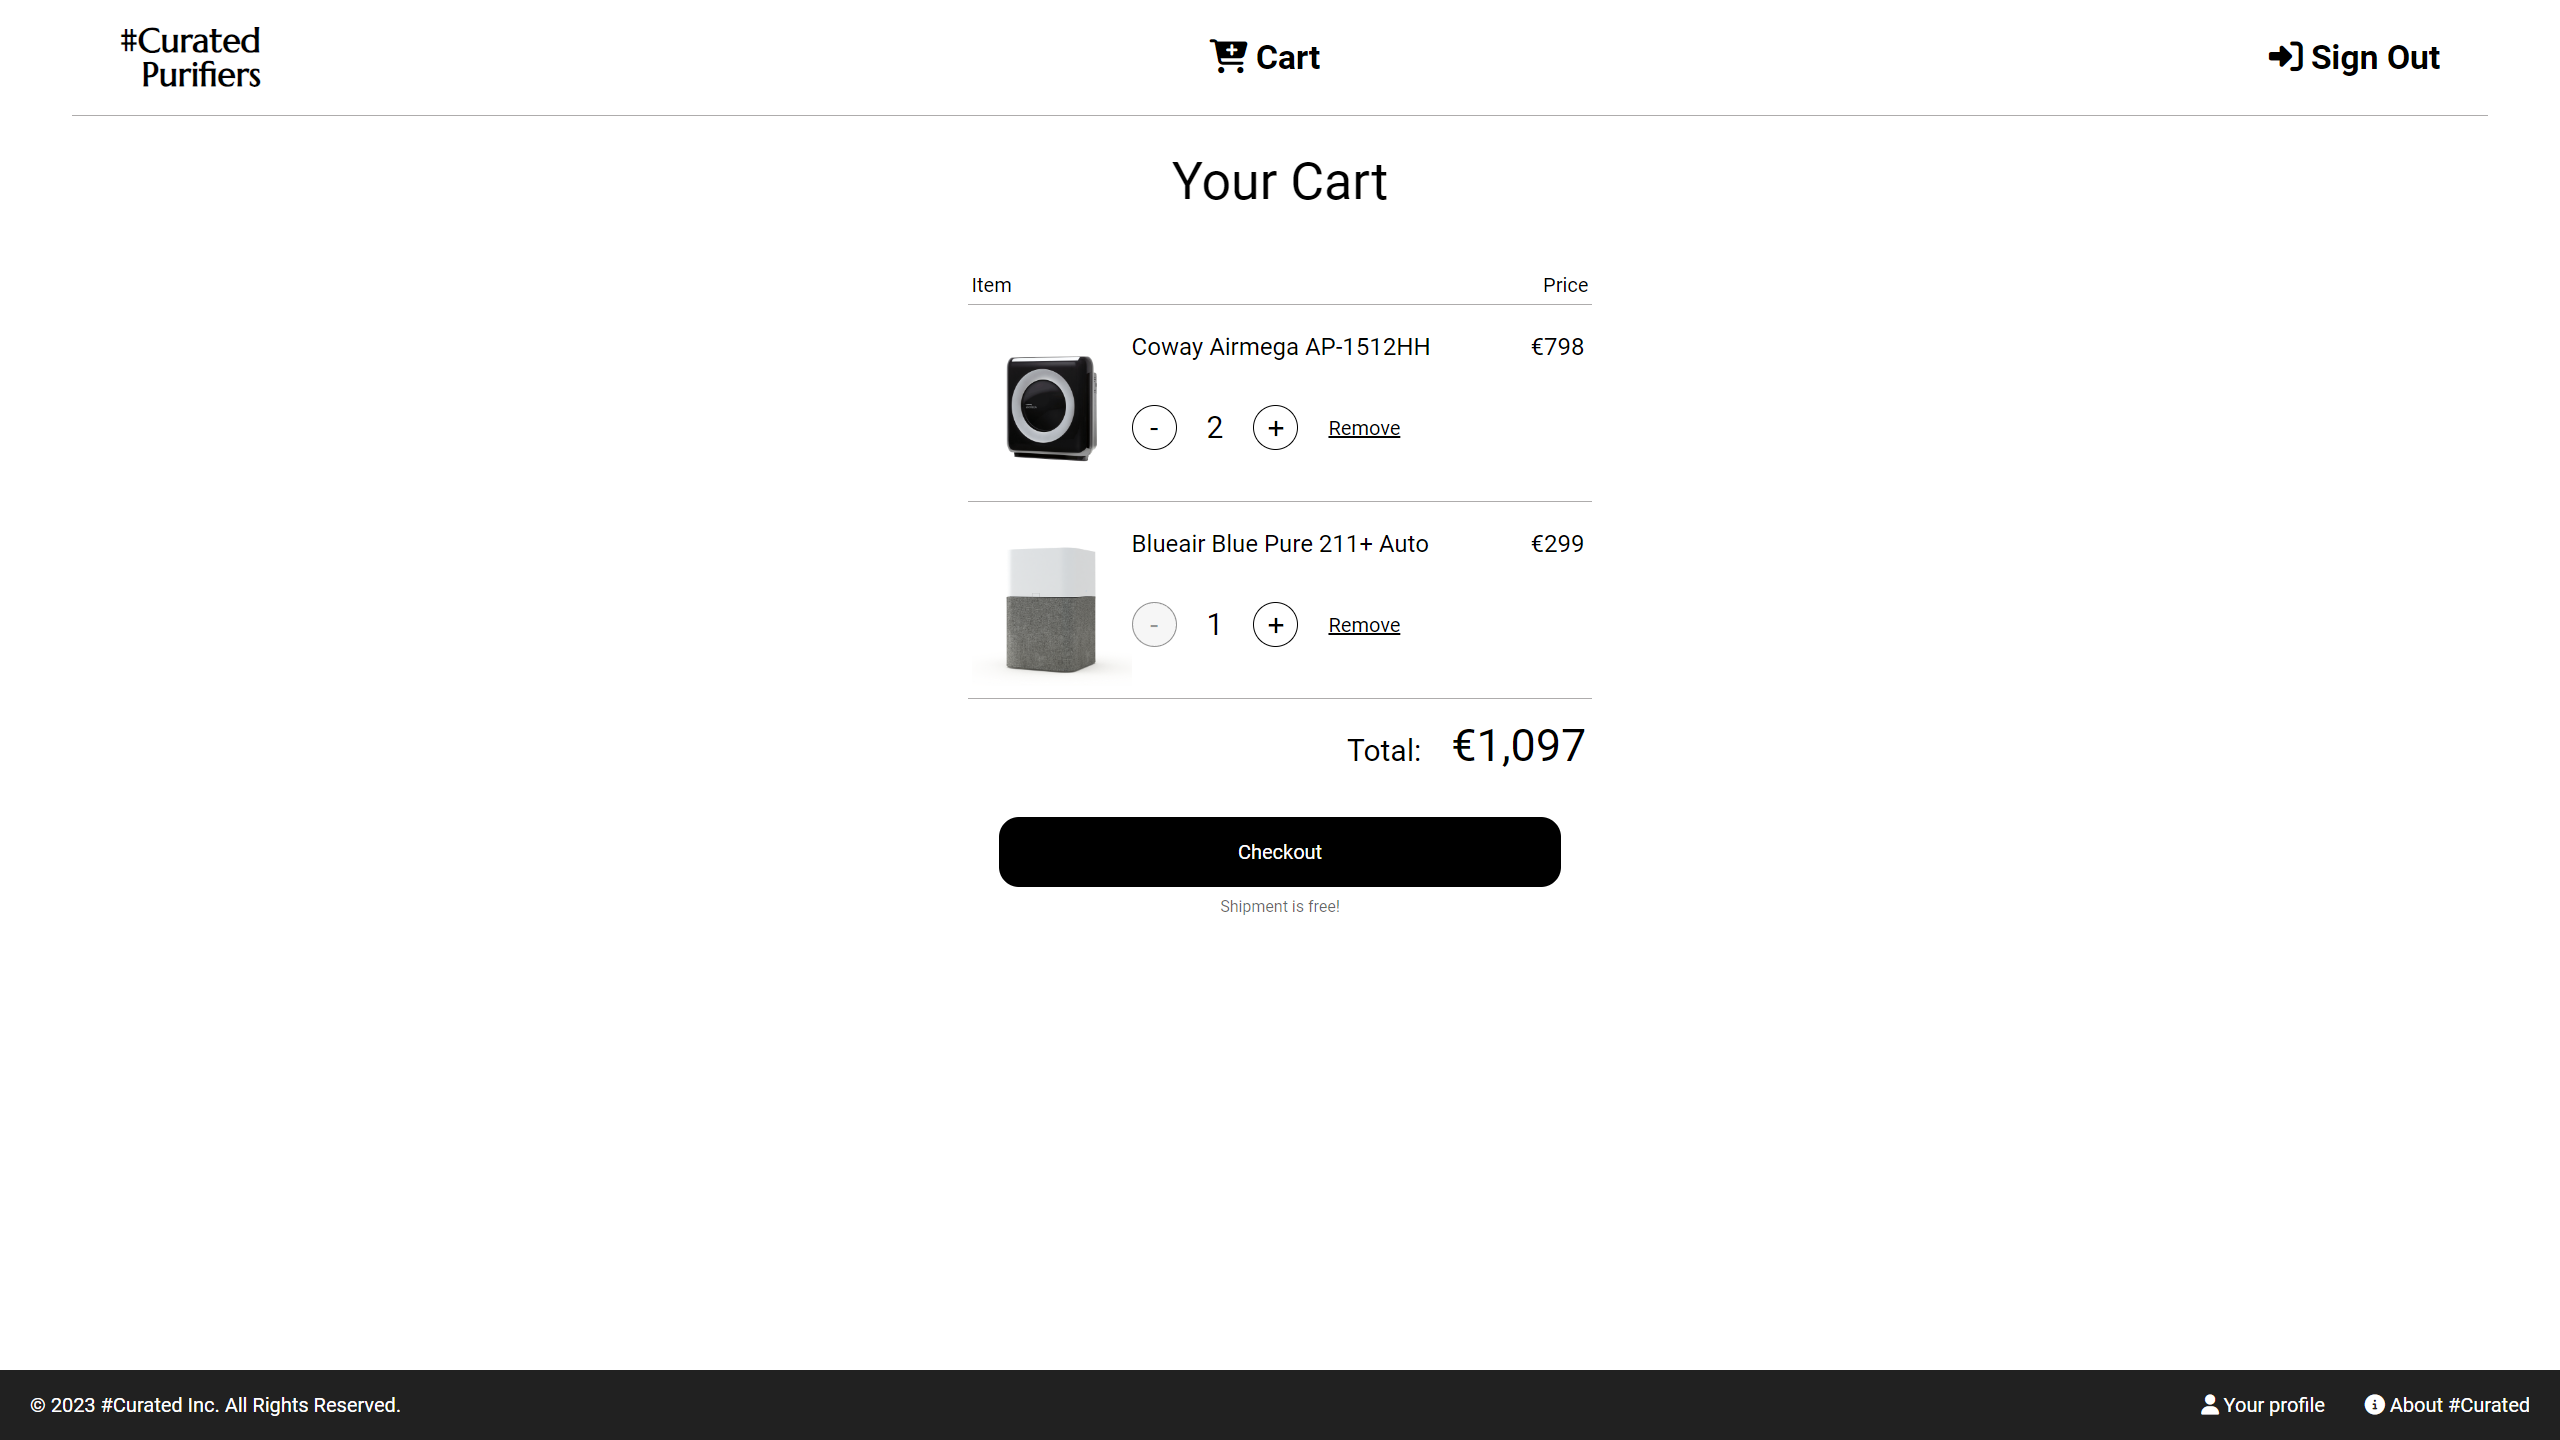 #Curated
Purifiers
Cart
Sign Out
Your Cart
Item Price
Coway Airmega AP-1512HH €798
- 2 + Remove
Blueair Blue Pure 211+ Auto €299
- 1 + Remove
Total: €1,097
Checkout
Shipment is free!
© 2023 #Curated Inc. All Rights Reserved.
Your profile
About #Curated